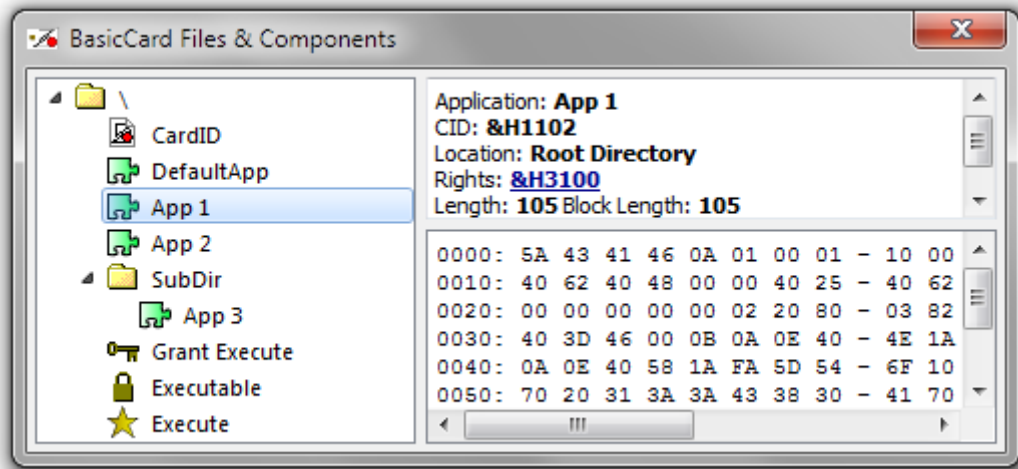 BasicCard Files & Components
\
CardID
DefaultApp
App 1
App 2
SubDir
App 3
Grant Execute
Executable
Execute
Application: App 1
CID: &H1102
Location: Root Directory
Rights: &H3100
Length: 105 Block Length: 105
0000: 5A 43 41 46 0A 01 00 01 - 10 00
0010: 40 62 40 48 00 00 40 25 - 40 62
0020: 00 00 00 00 00 02 20 80 - 03 82
0030: 40 3D 46 00 0B 0A 0E 40 - 4E 1A
0040: 0A 0E 40 58 1A FA 5D 54 - 6F 10
0050: 70 20 31 3A 3A 43 38 30 - 41 70